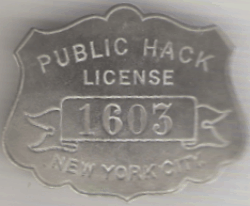 PUBLIC HACK
LICENSE
1603
NEW YORK CITY.